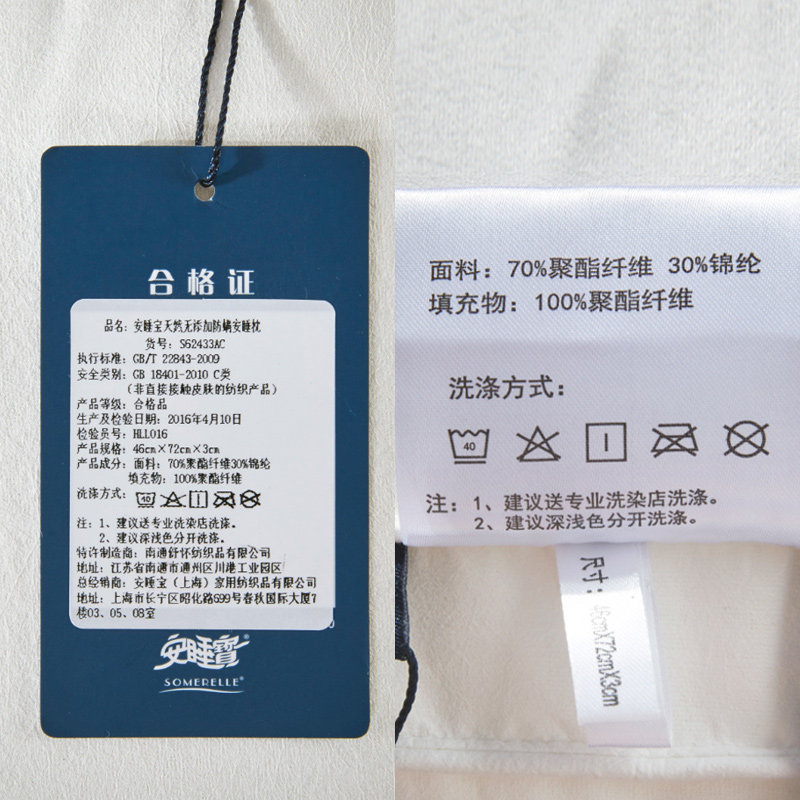 合格证
品名：安睡宝天然无添加防螨安睡枕
货号：S62433AC
执行标准：GB/T 22843-2009
安全类别：GB 18401-2010 C类
（非直接接触皮肤的纺织产品）
产品等级：合格品
生产及检验日期：2016年4月10日
检验员号：HLL016
产品规格：46cm×72cm×3cm
产品成分：面料：70%聚酯纤维30%锦纶
填充物：100%聚酯纤维
洗涤方式：40
注：1、建议送专业洗染店洗涤。
2、建议深浅色分开洗涤。
特许制造商：南通舒怀纺织品有限公司
地址：江苏省南通市通州区川港工业园区
总经销商：安睡宝（上海）家用纺织品有限公司
地址：上海市长宁区昭化路699号春秋国际大厦7
楼03、05、08室
安睡寶®
SOMERELLE®
面料：70%聚酯纤维 30%锦纶
填充物：100%聚酯纤维
洗涤方式：
40
注：1、建议送专业洗染店洗涤。
2、建议深浅色分开洗涤。
尺寸：46cmX72cmX3cm